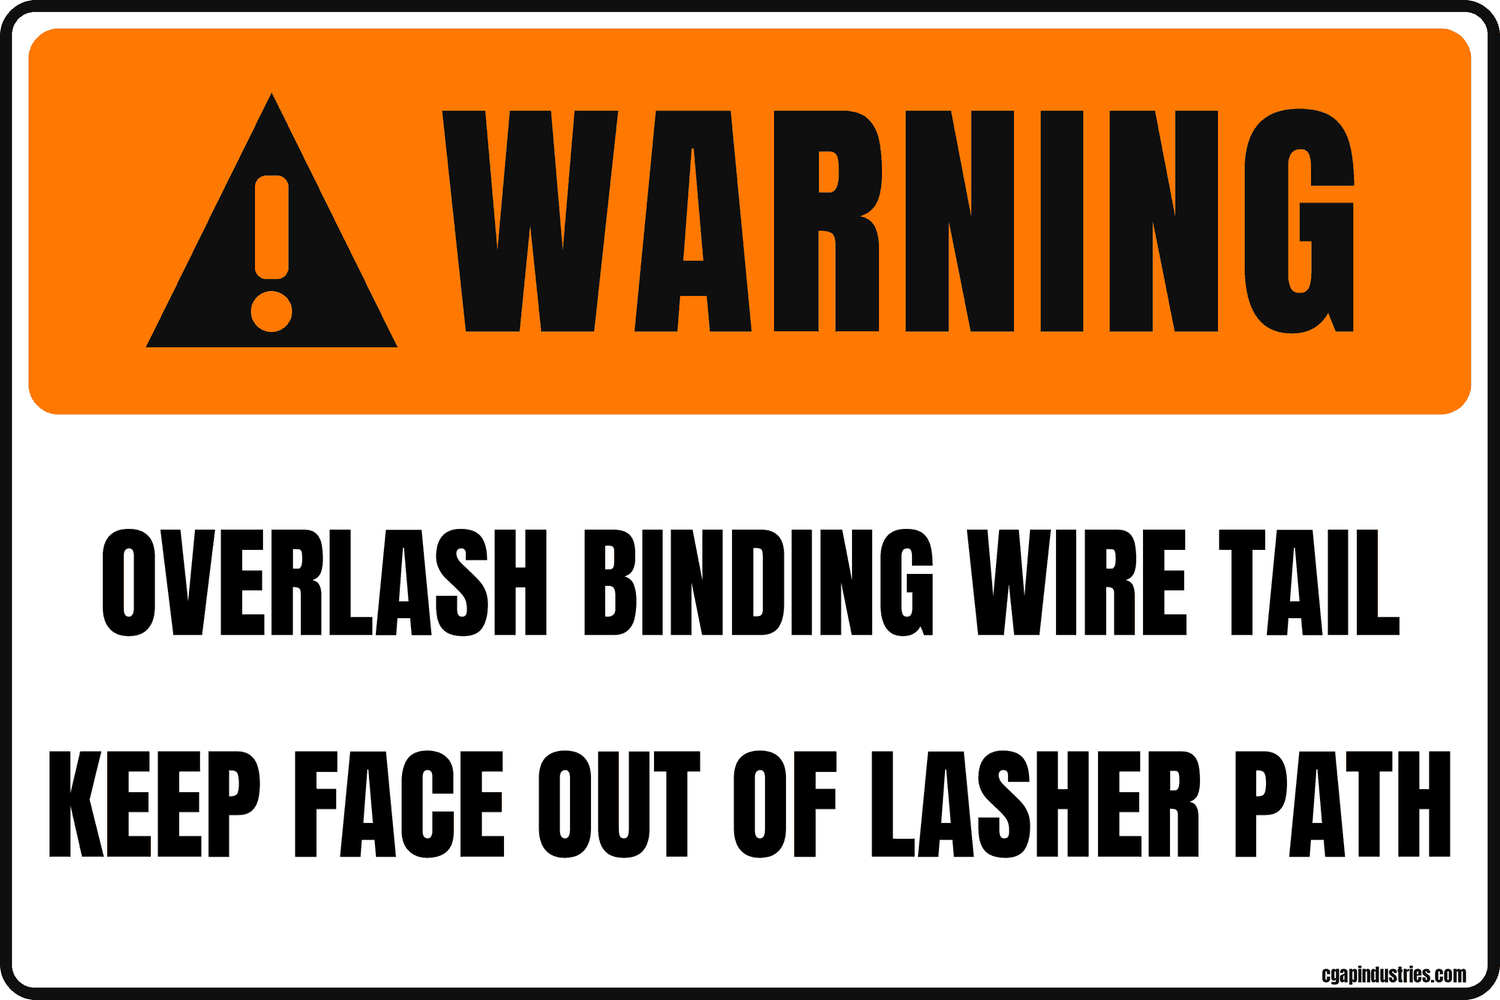 WARNING
OVERLASH BINDING WIRE TAIL
KEEP FACE OUT OF LASHER PATH
cgapindustries.com